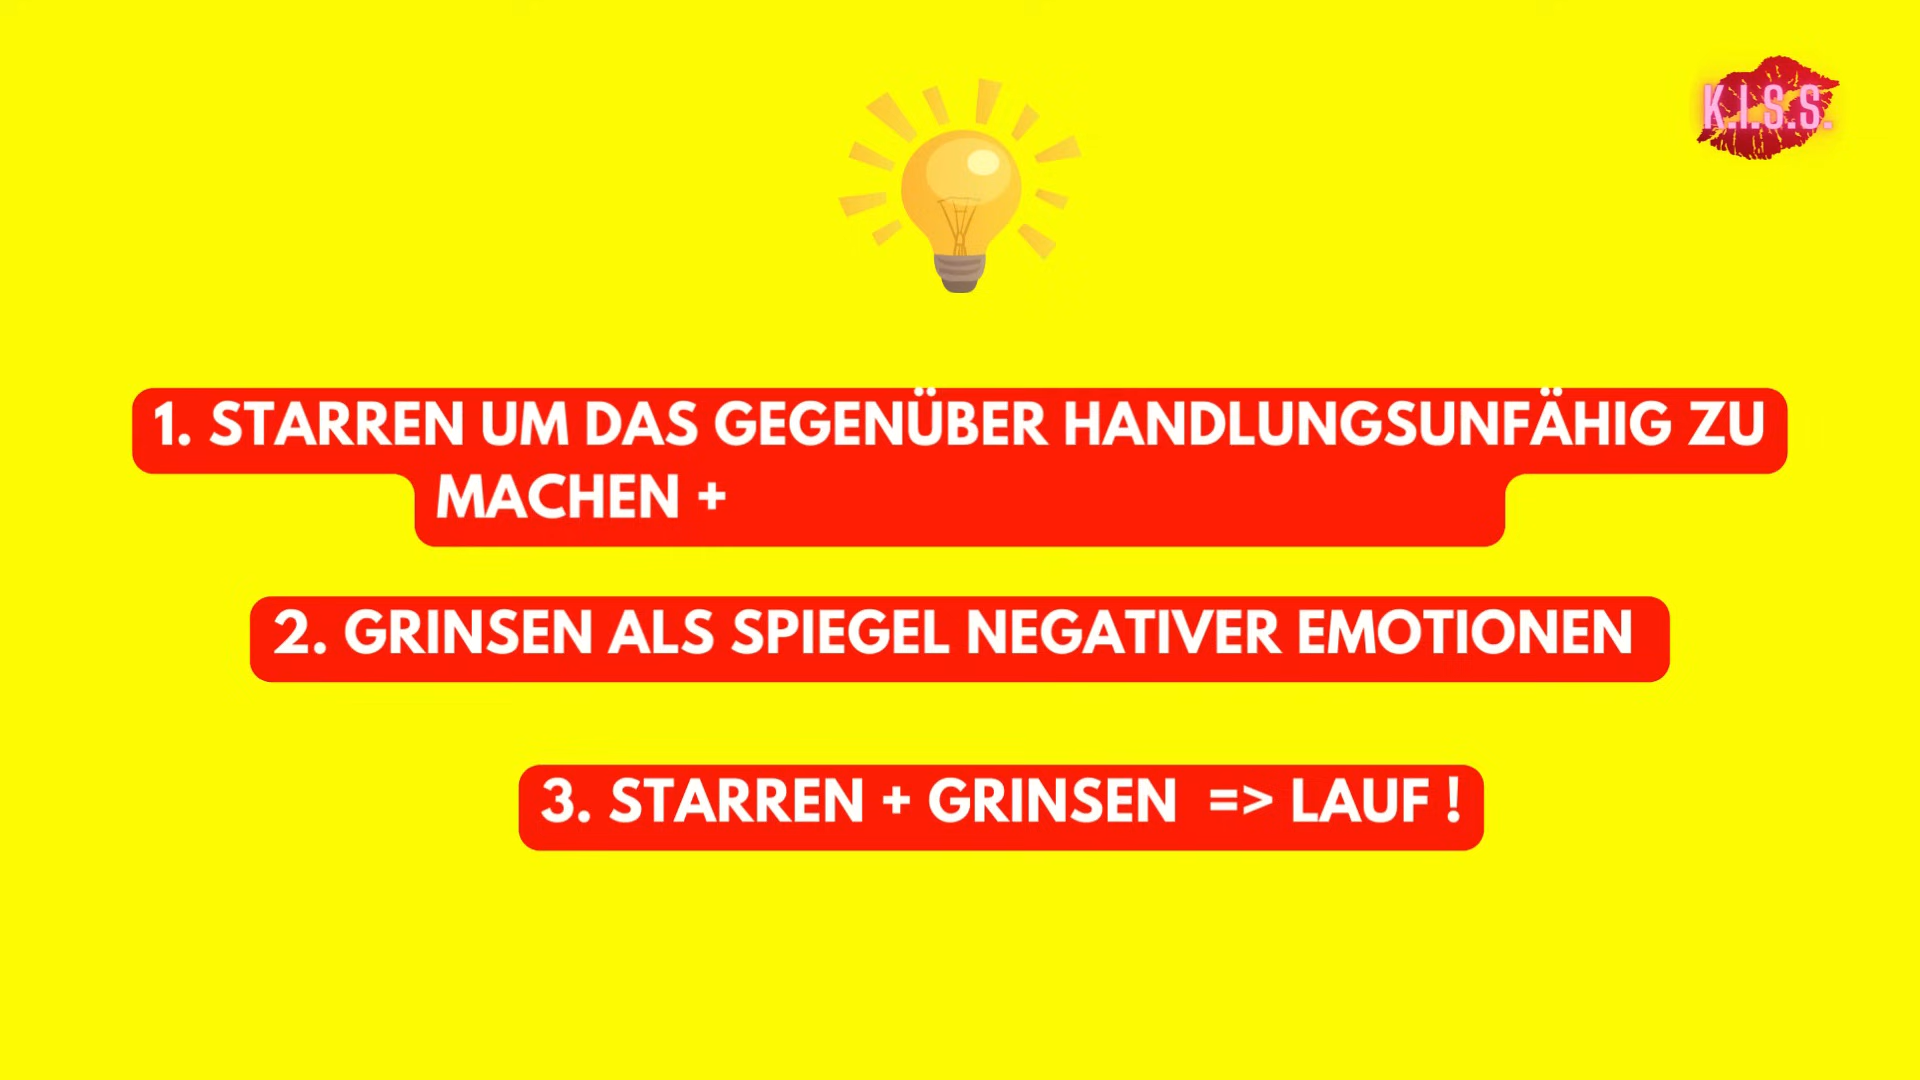 K.I.S.S.
1. STARREN UM DAS GEGENÜBER HANDLUNGSUNFÄHIG ZU
MACHEN +
2. GRINSEN ALS SPIEGEL NEGATIVER EMOTIONEN
3. STARREN + GRINSEN => LAUF !